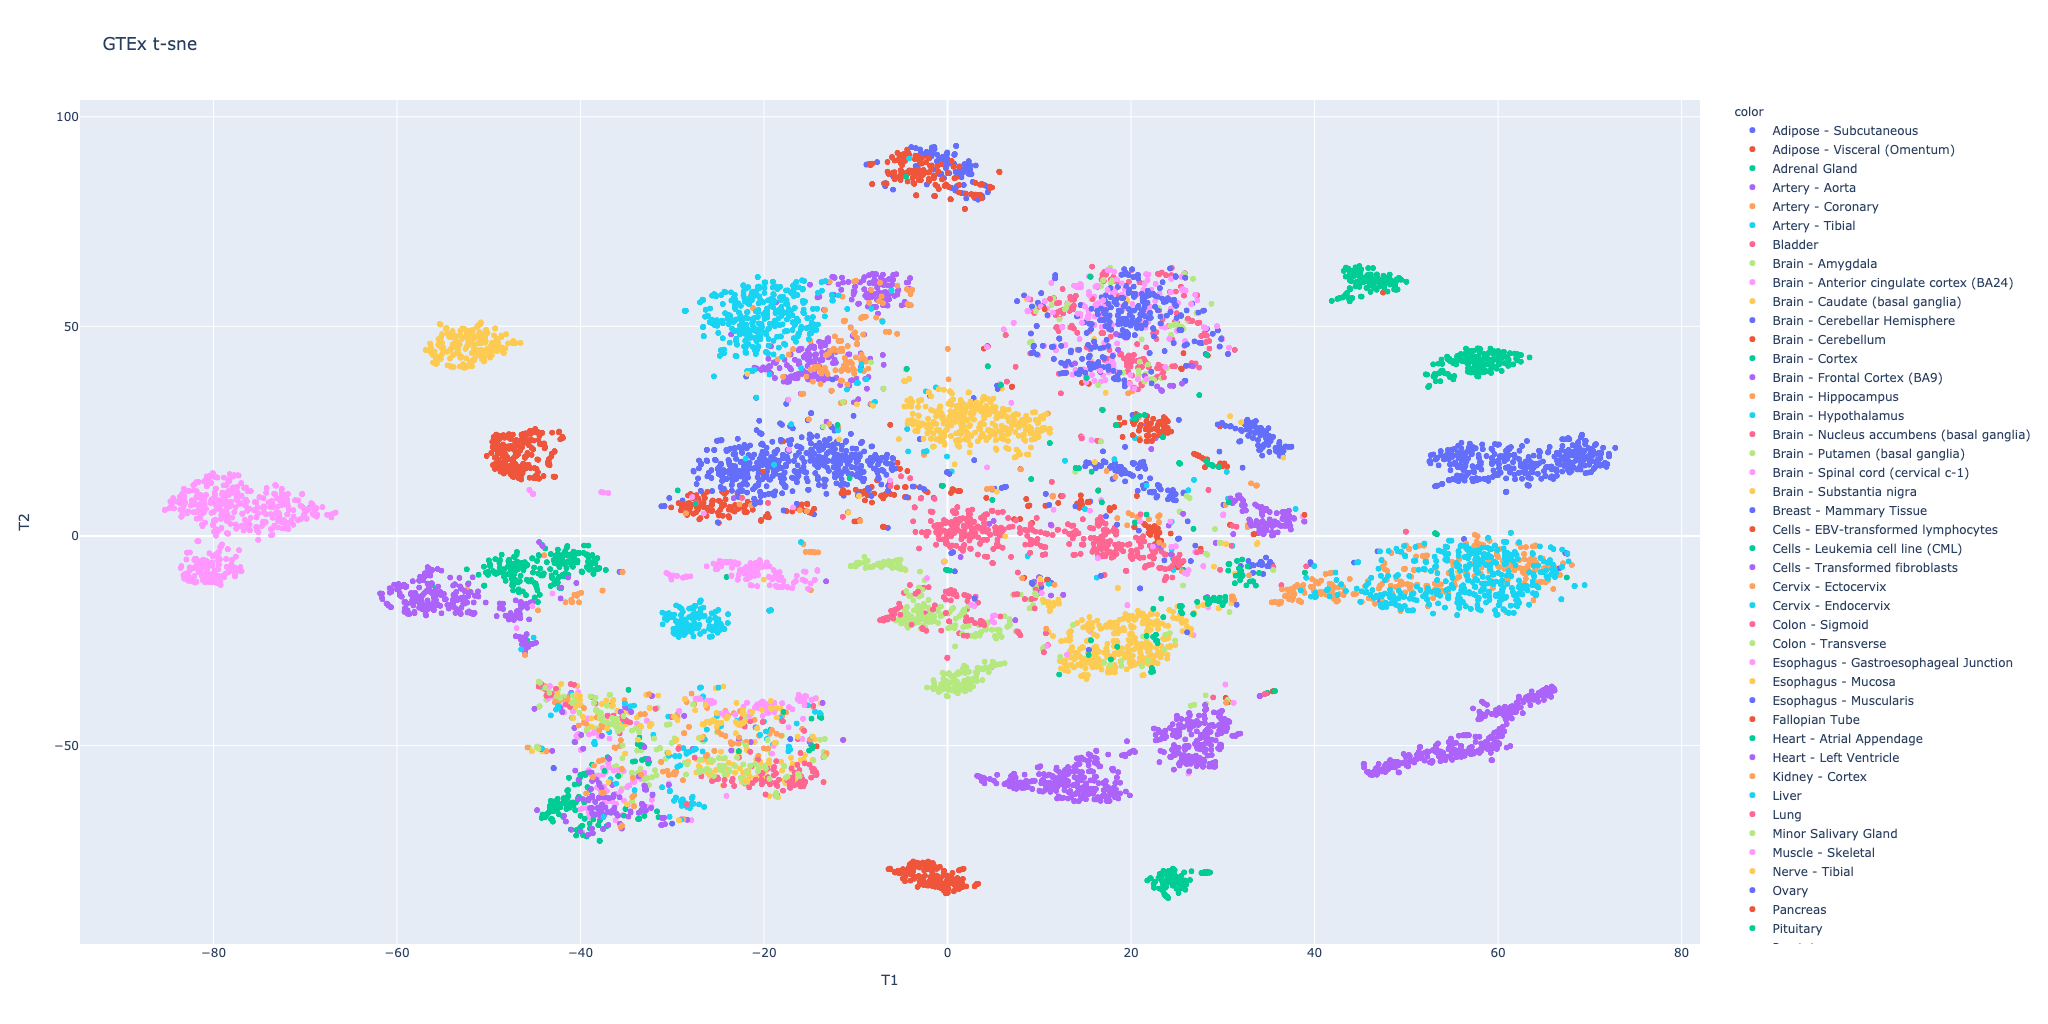 GTEx t-sne
color
Adipose - Subcutaneous
Adipose - Visceral (Omentum)
Adrenal Gland
Artery - Aorta
Artery - Coronary
Artery - Tibial
Bladder
Brain - Amygdala
Brain - Anterior cingulate cortex (BA24)
Brain - Caudate (basal ganglia)
Brain - Cerebellar Hemisphere
Brain - Cerebellum
Brain - Cortex
Brain - Frontal Cortex (BA9)
Brain - Hippocampus
Brain - Hypothalamus
Brain - Nucleus accumbens (basal ganglia)
Brain - Putamen (basal ganglia)
Brain - Spinal cord (cervical c-1)
Brain - Substantia nigra
Breast - Mammary Tissue
Cells - EBV-transformed lymphocytes
Cells - Leukemia cell line (CML)
Cells - Transformed fibroblasts
Cervix - Ectocervix
Cervix - Endocervix
Colon - Sigmoid
Colon - Transverse
Esophagus - Gastroesophageal Junction
Esophagus - Mucosa
Esophagus - Muscularis
Fallopian Tube
Heart - Atrial Appendage
Heart - Left Ventricle
Kidney - Cortex
Liver
Lung
Minor Salivary Gland
Muscle - Skeletal
Nerve - Tibial
Ovary
Pancreas
Pituitary
100
50
0
−50
T2
−80
−60
−40
−20
0
20
40
60
80
T1